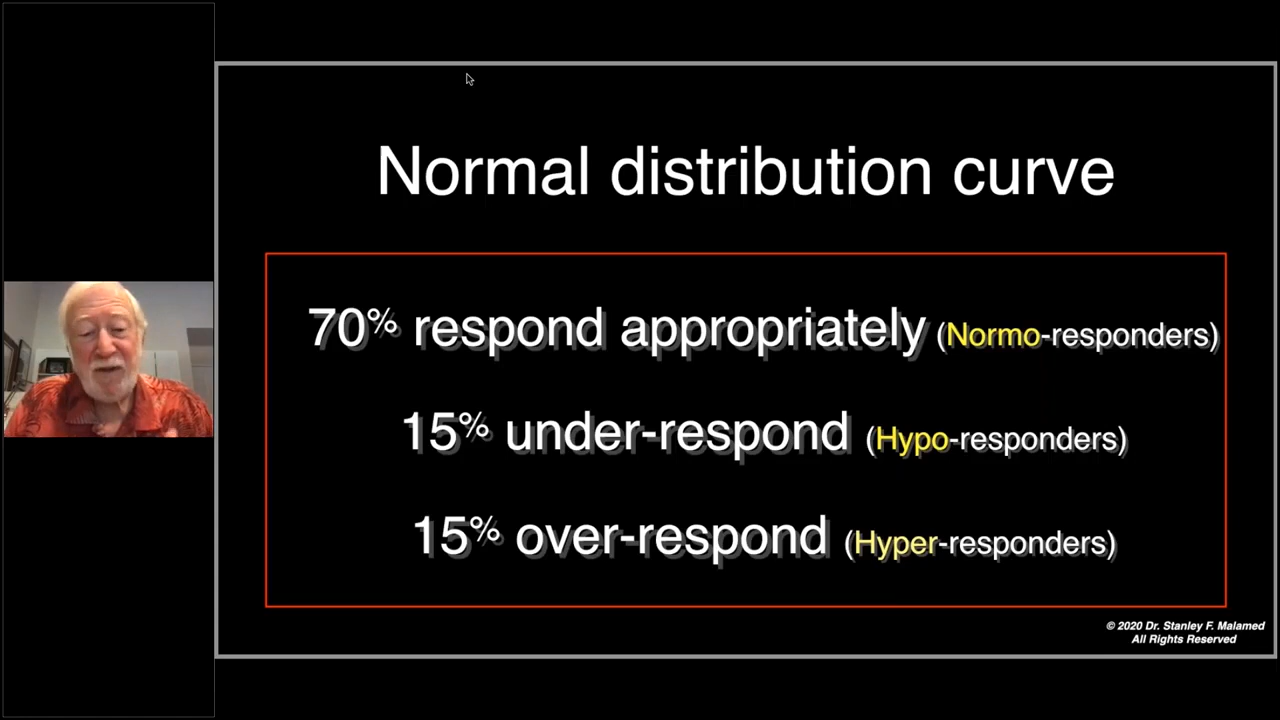 Normal distribution curve
70% respond appropriately (Normo-responders)
15% under-respond (Hypo-responders)
15% over-respond (Hyper-responders)
© 2020 Dr. Stanley F. Malamed
All Rights Reserved